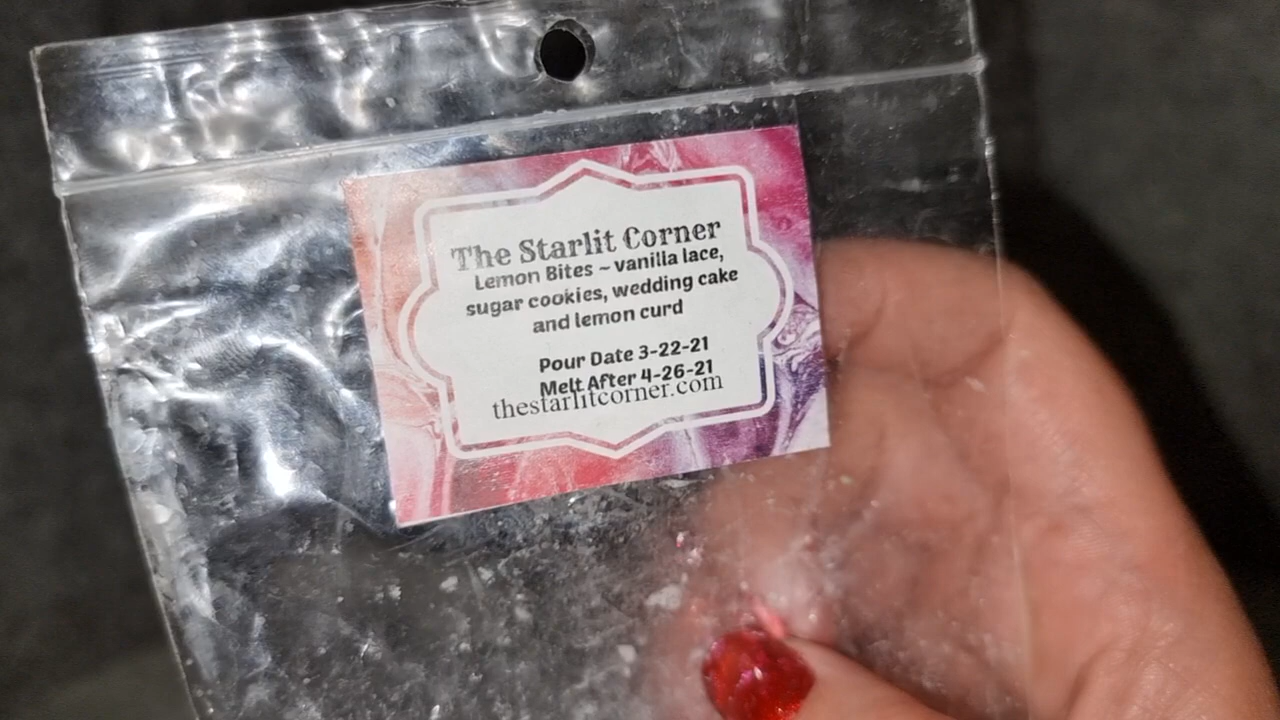 The Starlit Corner
Lemon Bites ~ vanilla lace,
sugar cookies, wedding cake
and lemon curd
Pour Date 3-22-21
Melt After 4-26-21
thestarlitcorner.com